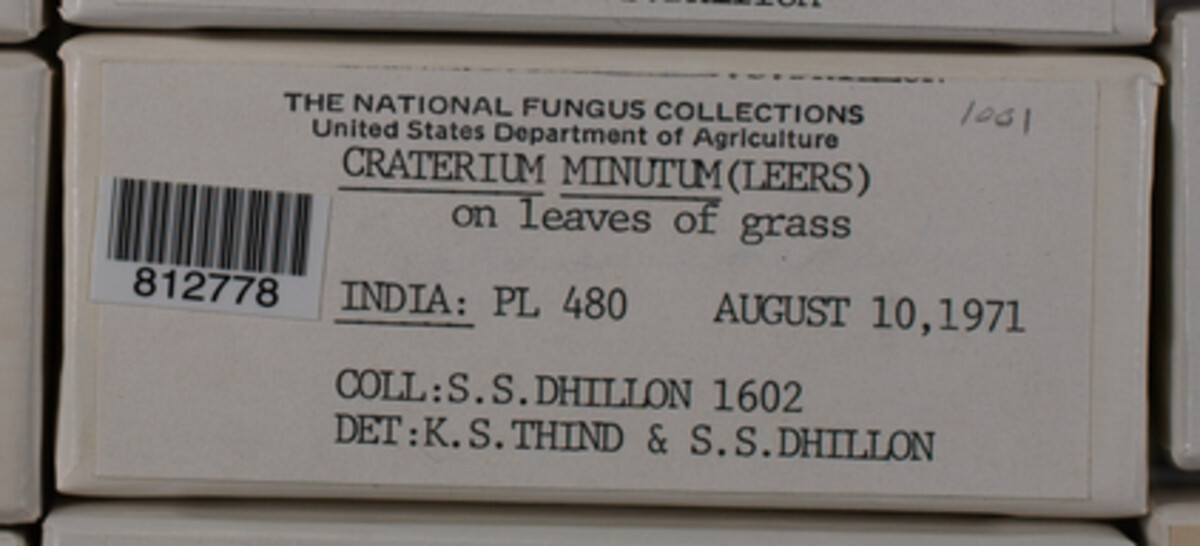 THE NATIONAL FUNGUS COLLECTIONS
United States Department of Agriculture
CRATERIUM MINUTUM(LEERS)
on leaves of grass
812778
INDIA: PL 480 AUGUST 10,1971
COLL:S.S.DHILLON 1602
DET:K.S.THIND & S.S.DHILLON